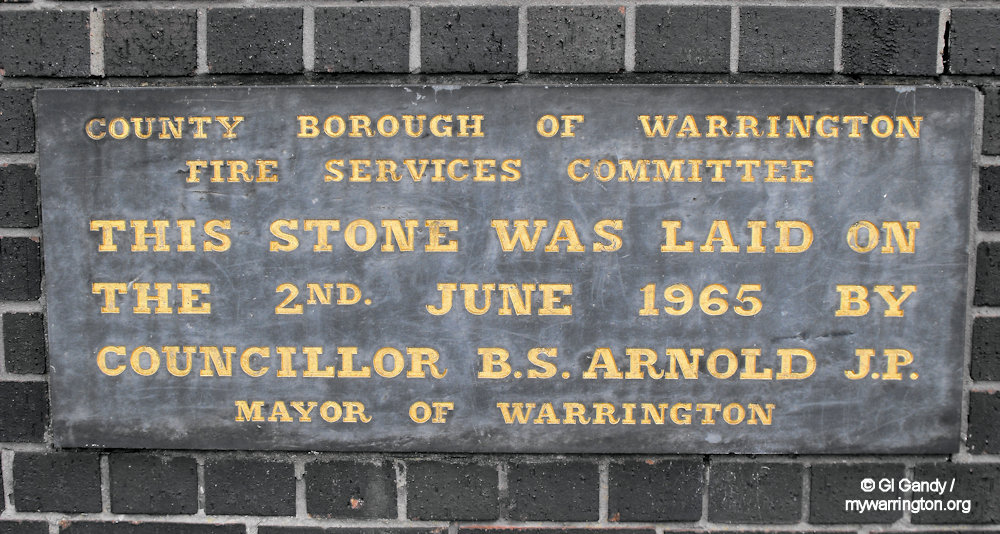 COUNTY BOROUGH OF WARRINGTON
FIRE SERVICES COMMITTEE
THIS STONE WAS LAID ON
THE 2ND. JUNE 1965 BY
COUNCILLOR B.S. ARNOLD J.P.
MAYOR OF WARRINGTON
© GI Gandy /
mywarrington.org